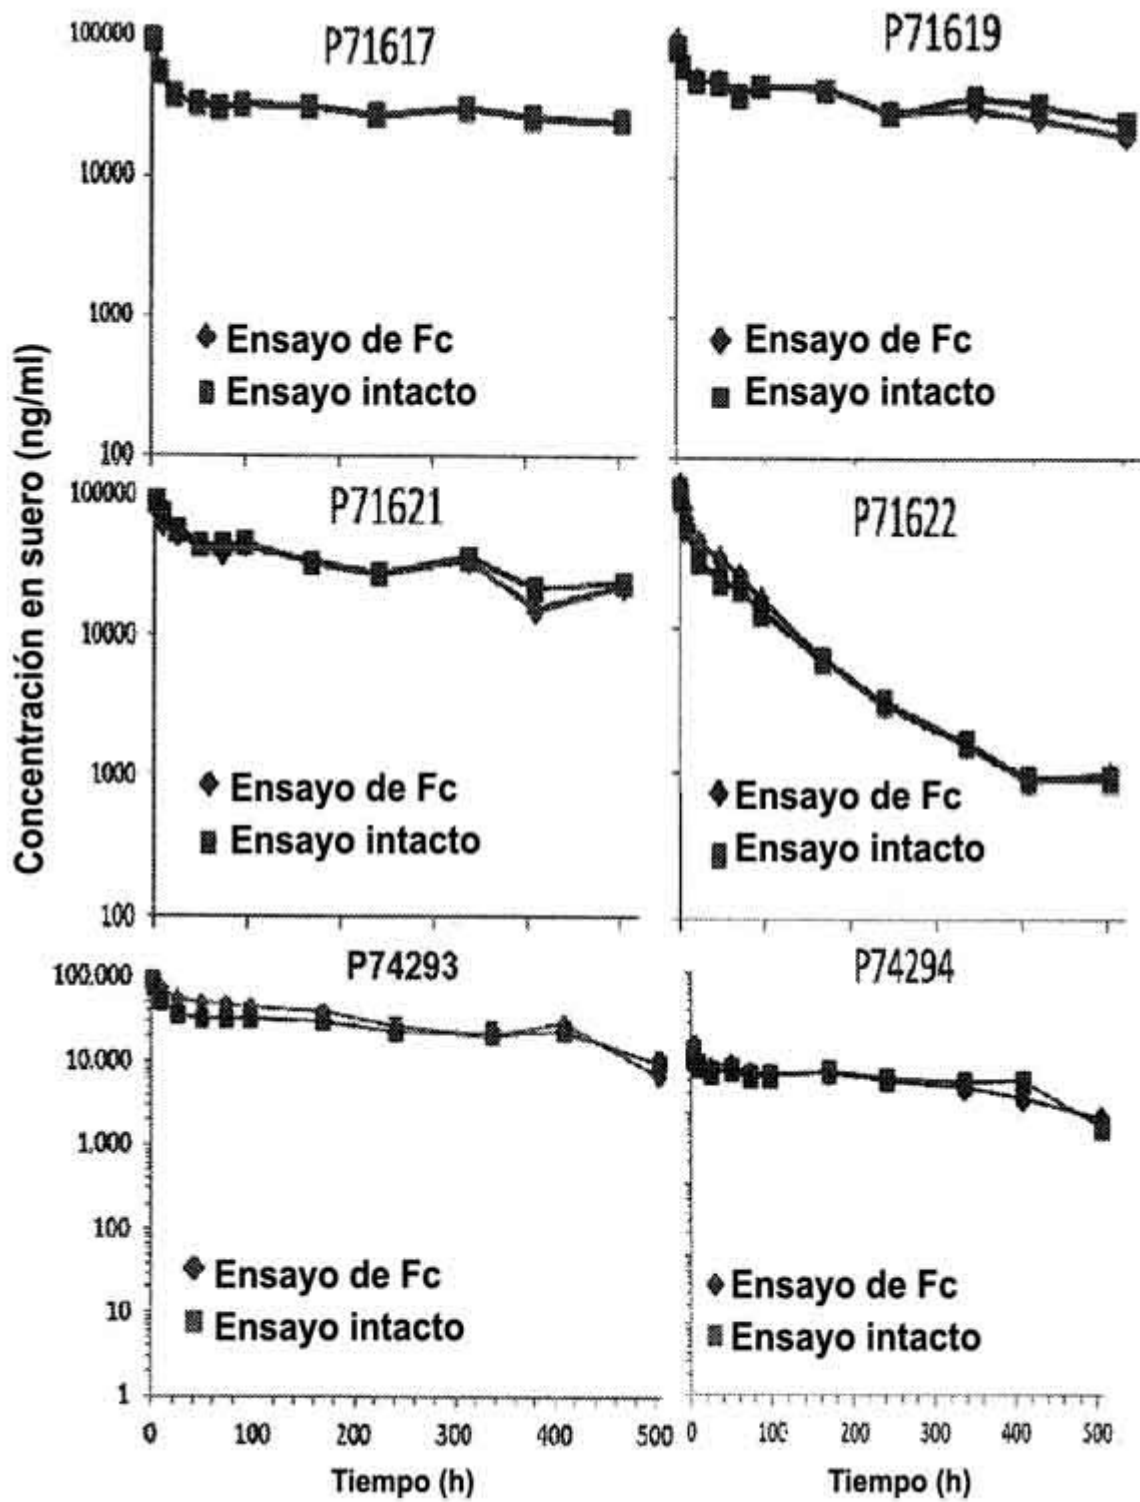 Concentración en suero (ng/ml)
P71617
100000
10000
1000
100
Ensayo de Fc
Ensayo intacto
P71619
Ensayo de Fc
Ensayo intacto
P71621
100000
10000
1000
100
Ensayo de Fc
Ensayo intacto
P71622
Ensayo de Fc
Ensayo intacto
P74293
100.000
10.000
1.000
100
10
1
Ensayo de Fc
Ensayo intacto
0 100 200 300 400 500
Tiempo (h)
P74294
Ensayo de Fc
Ensayo intacto
0 100 200 300 400 500
Tiempo (h)